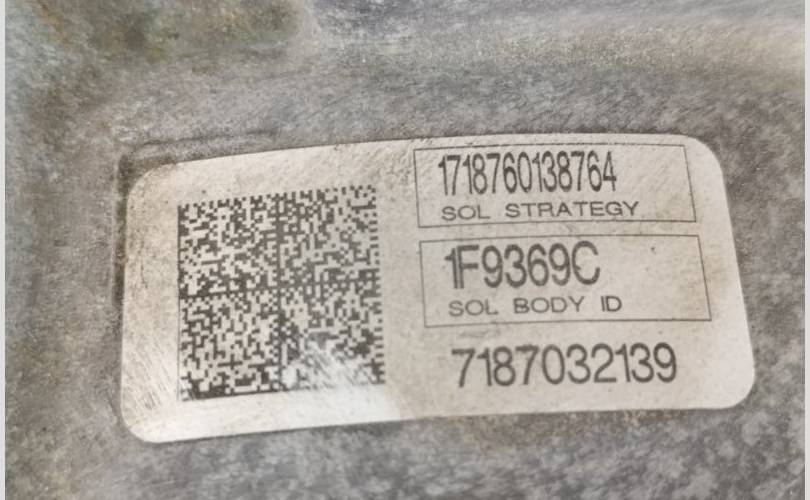 1718760138764
SOL STRATEGY
1F9369C
SOL BODY ID
7187032139